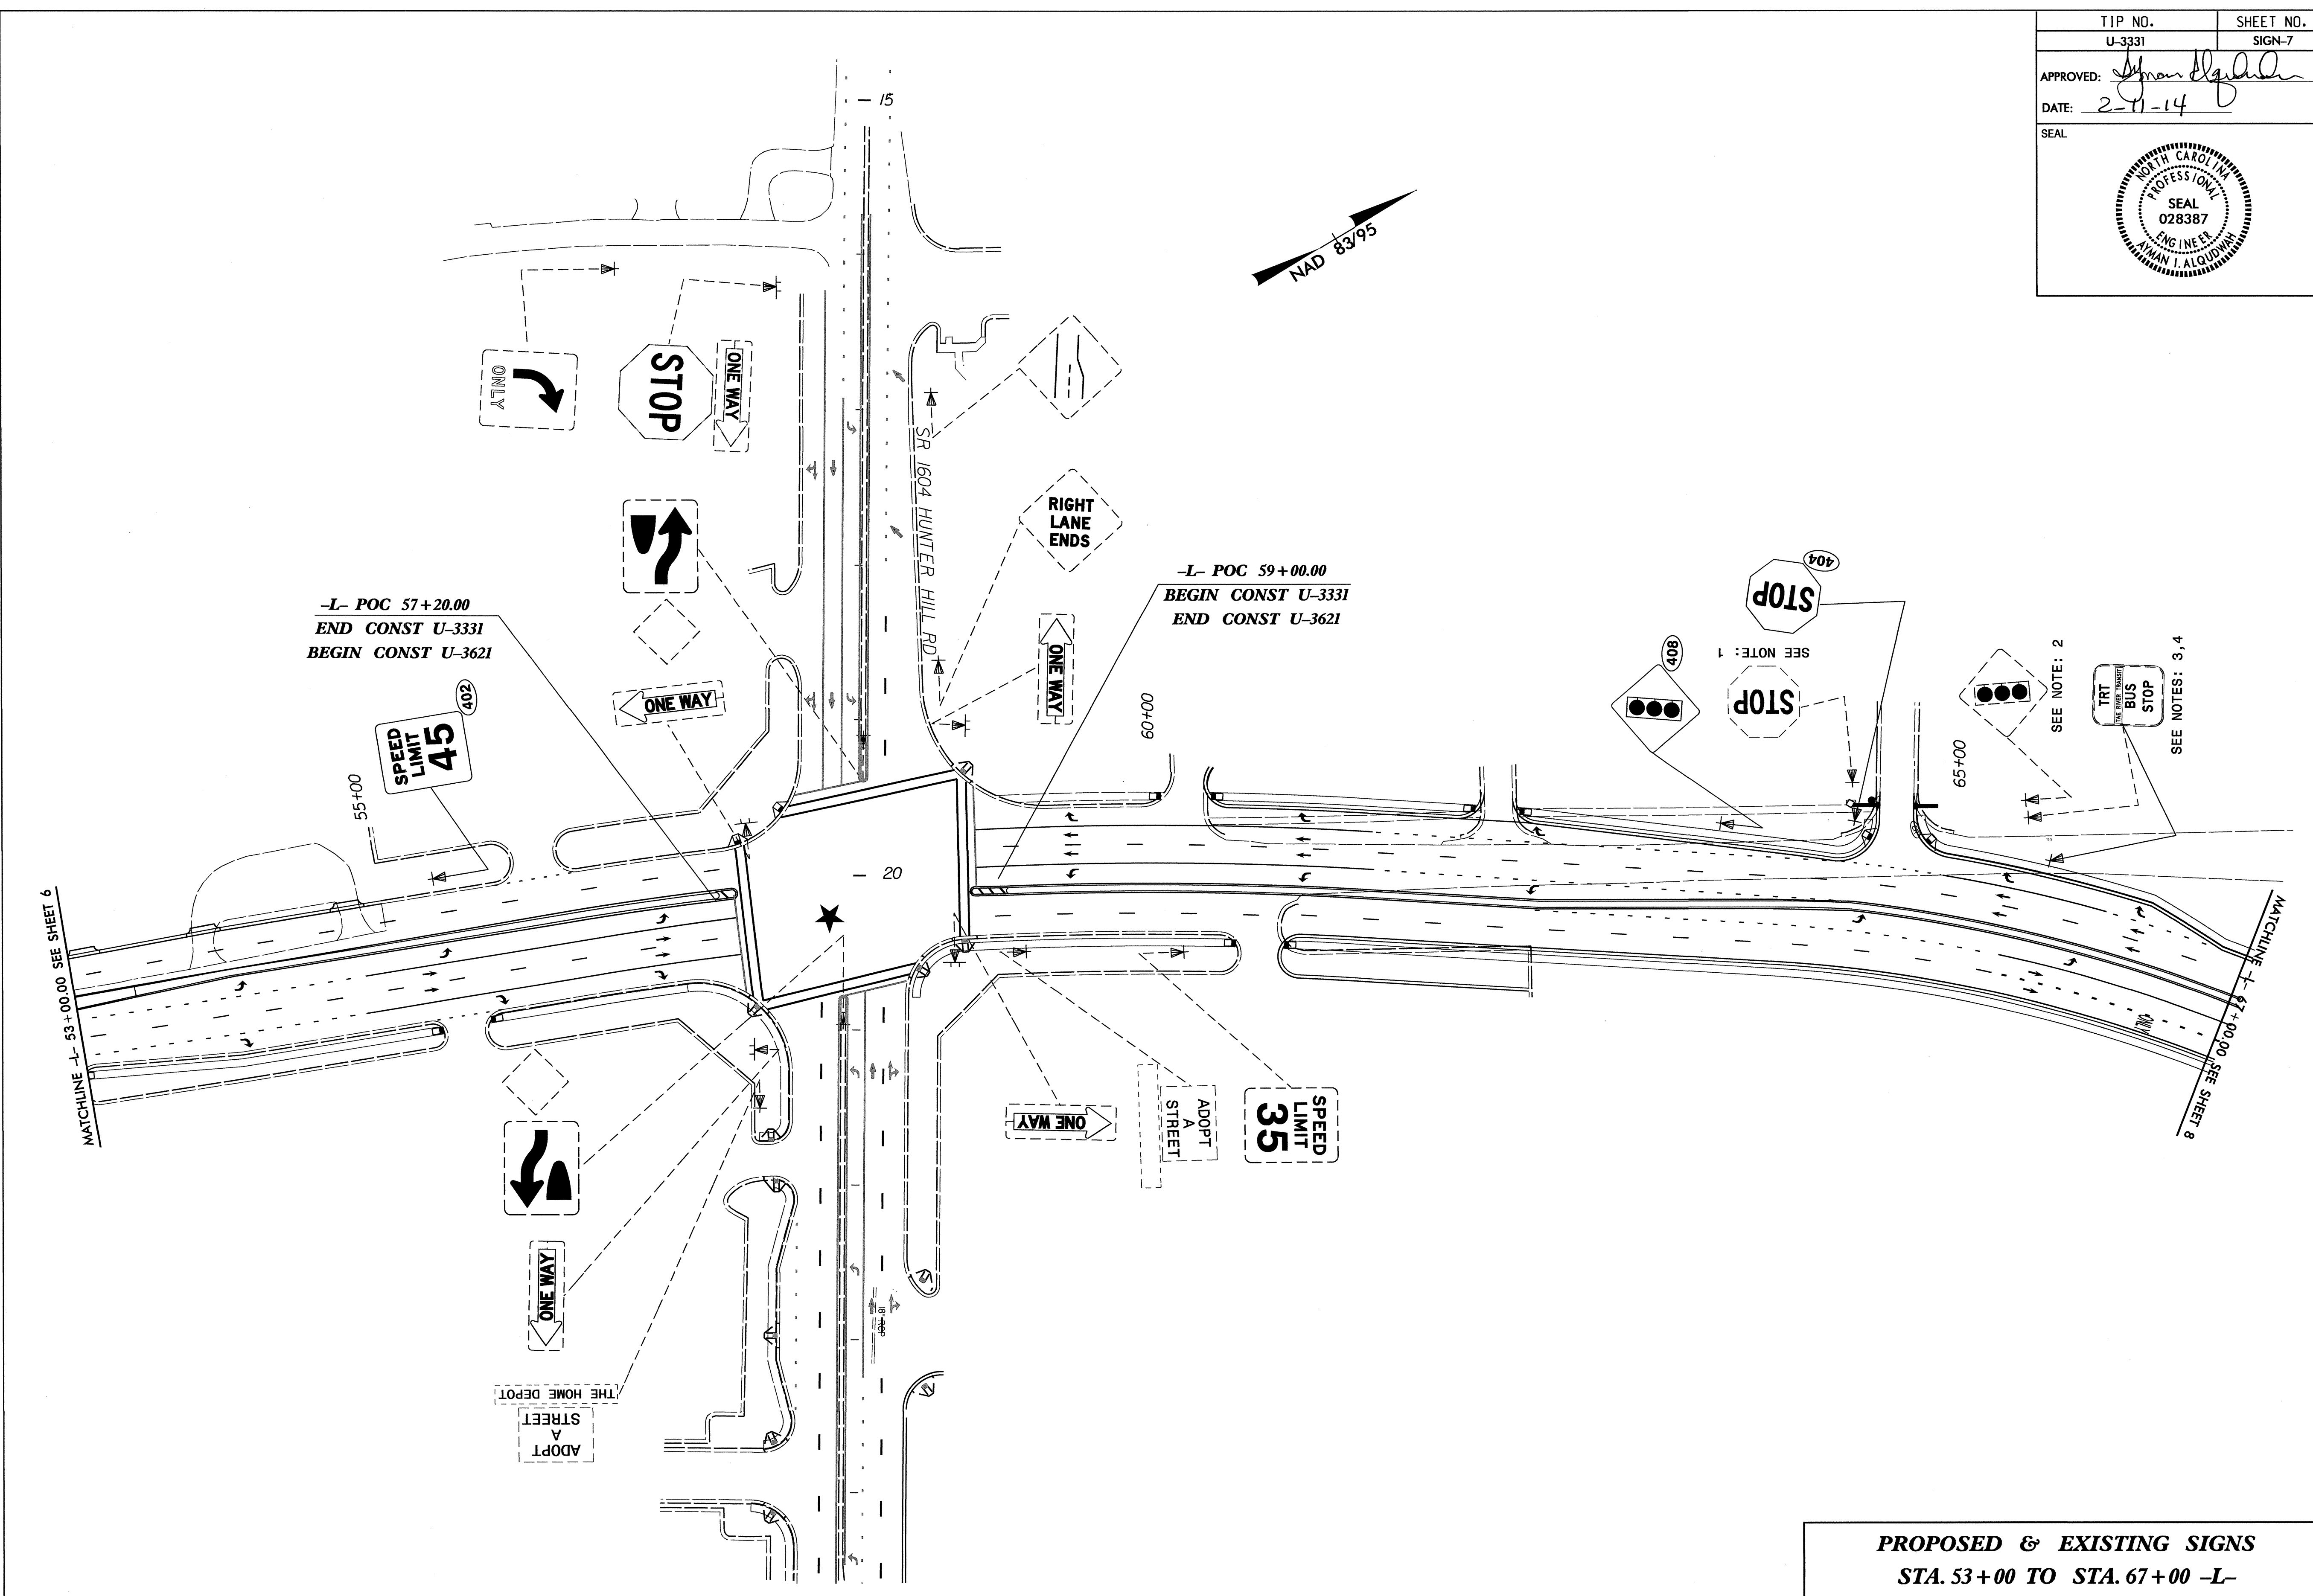 TIP NO. SHEET NO.
U-3331 SIGN-7
APPROVED:
DATE: 2-11-14
SEAL
NORTH CAROLINA
PROFESSIONAL
SEAL
028387
ENGINEER
AYMAN I. ALQUDWAH
15
NAD 83/95
ONLY
STOP
ONE WAY
SR 1604 HUNTER HILL RD
RIGHT
LANE
ENDS
ONE WAY
-L- POC 57+20.00
END CONST U-3331
BEGIN CONST U-3621
-L- POC 59+00.00
BEGIN CONST U-3331
END CONST U-3621
ONE WAY
402
SPEED
LIMIT
45
55+00
60+00
404
STOP
408
SEE NOTE: 1
STOP
65+00
SEE NOTE: 2
TRT
TAE RIVER TRANSIT
BUS
STOP
SEE NOTES: 3,4
20
MATCHLINE -L- 53+00.00 SEE SHEET 6
MATCHLINE -L- 67+00.00 SEE SHEET 8
ONLY
ONE WAY
ADOPT
A
STREET
SPEED
LIMIT
35
ONE WAY
18" RCP
THE HOME DEPOT
ADOPT
A
STREET
PROPOSED & EXISTING SIGNS
STA. 53+00 TO STA. 67+00 -L-